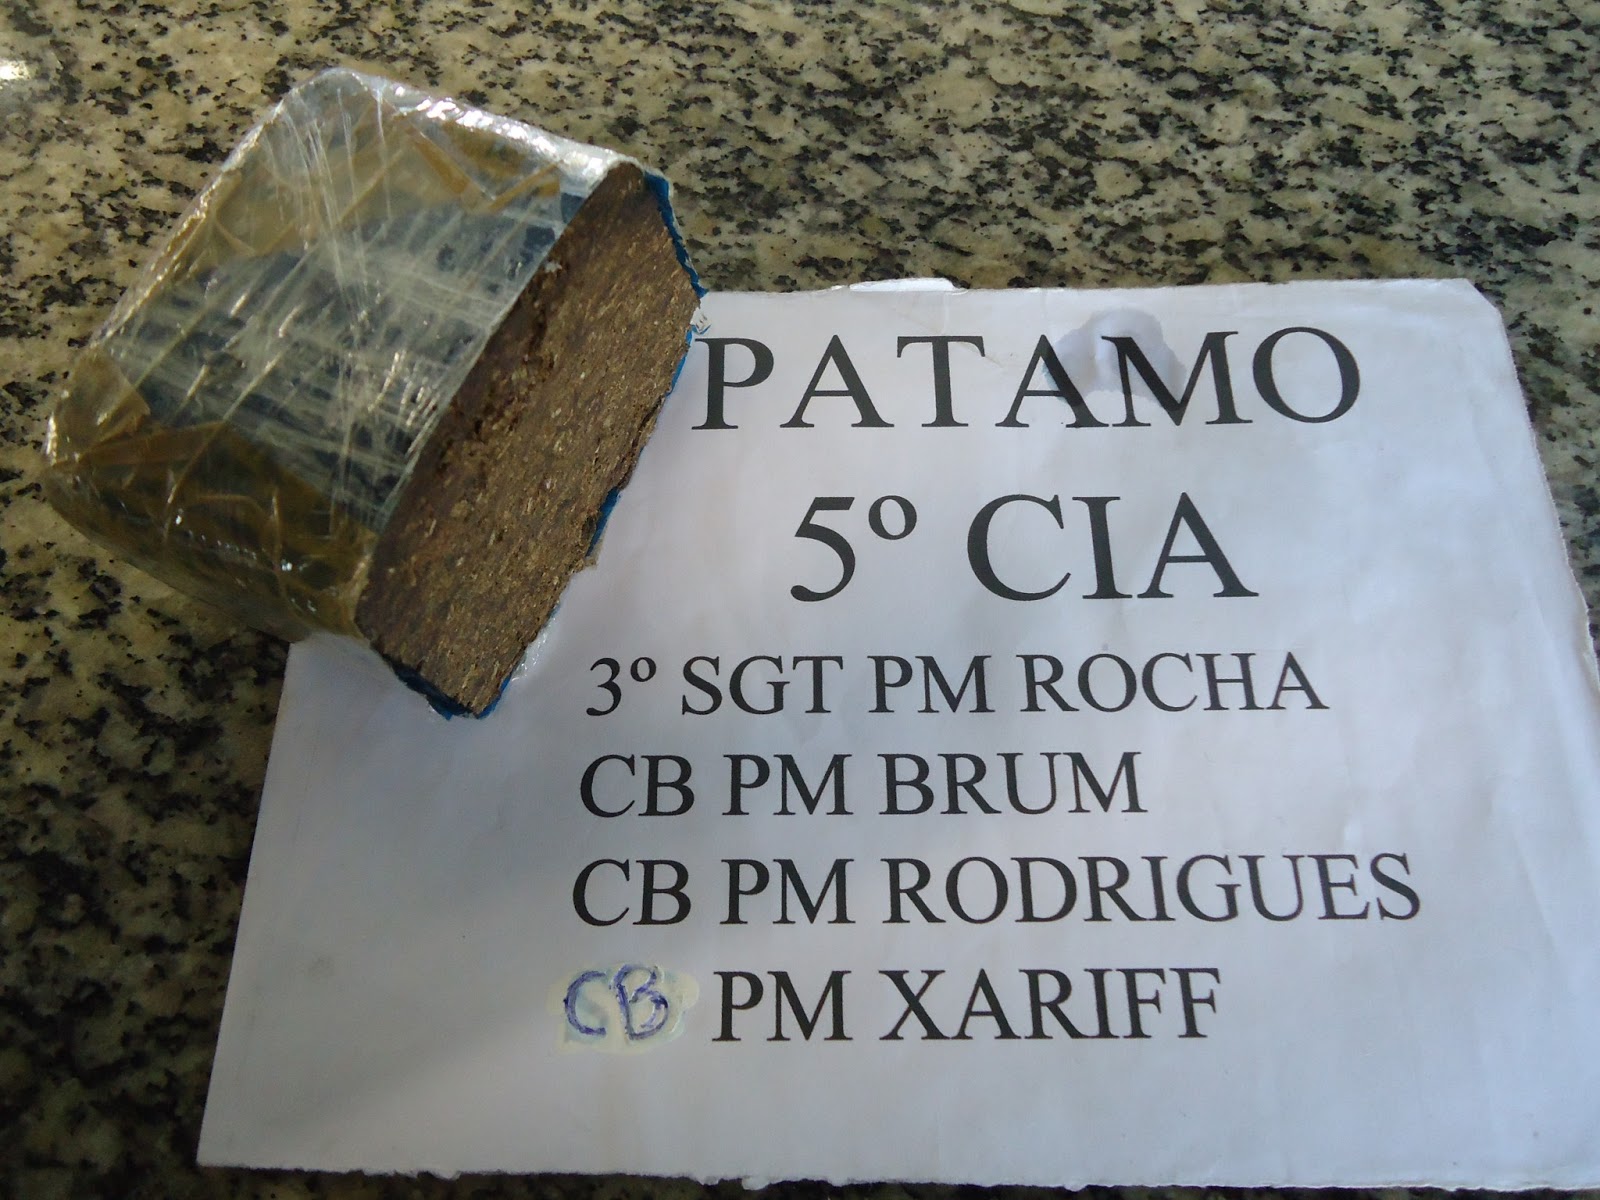 PATAMO
5º CIA
3º SGT PM ROCHA
CB PM BRUM
CB PM RODRIGUES
CB PM XARIFF